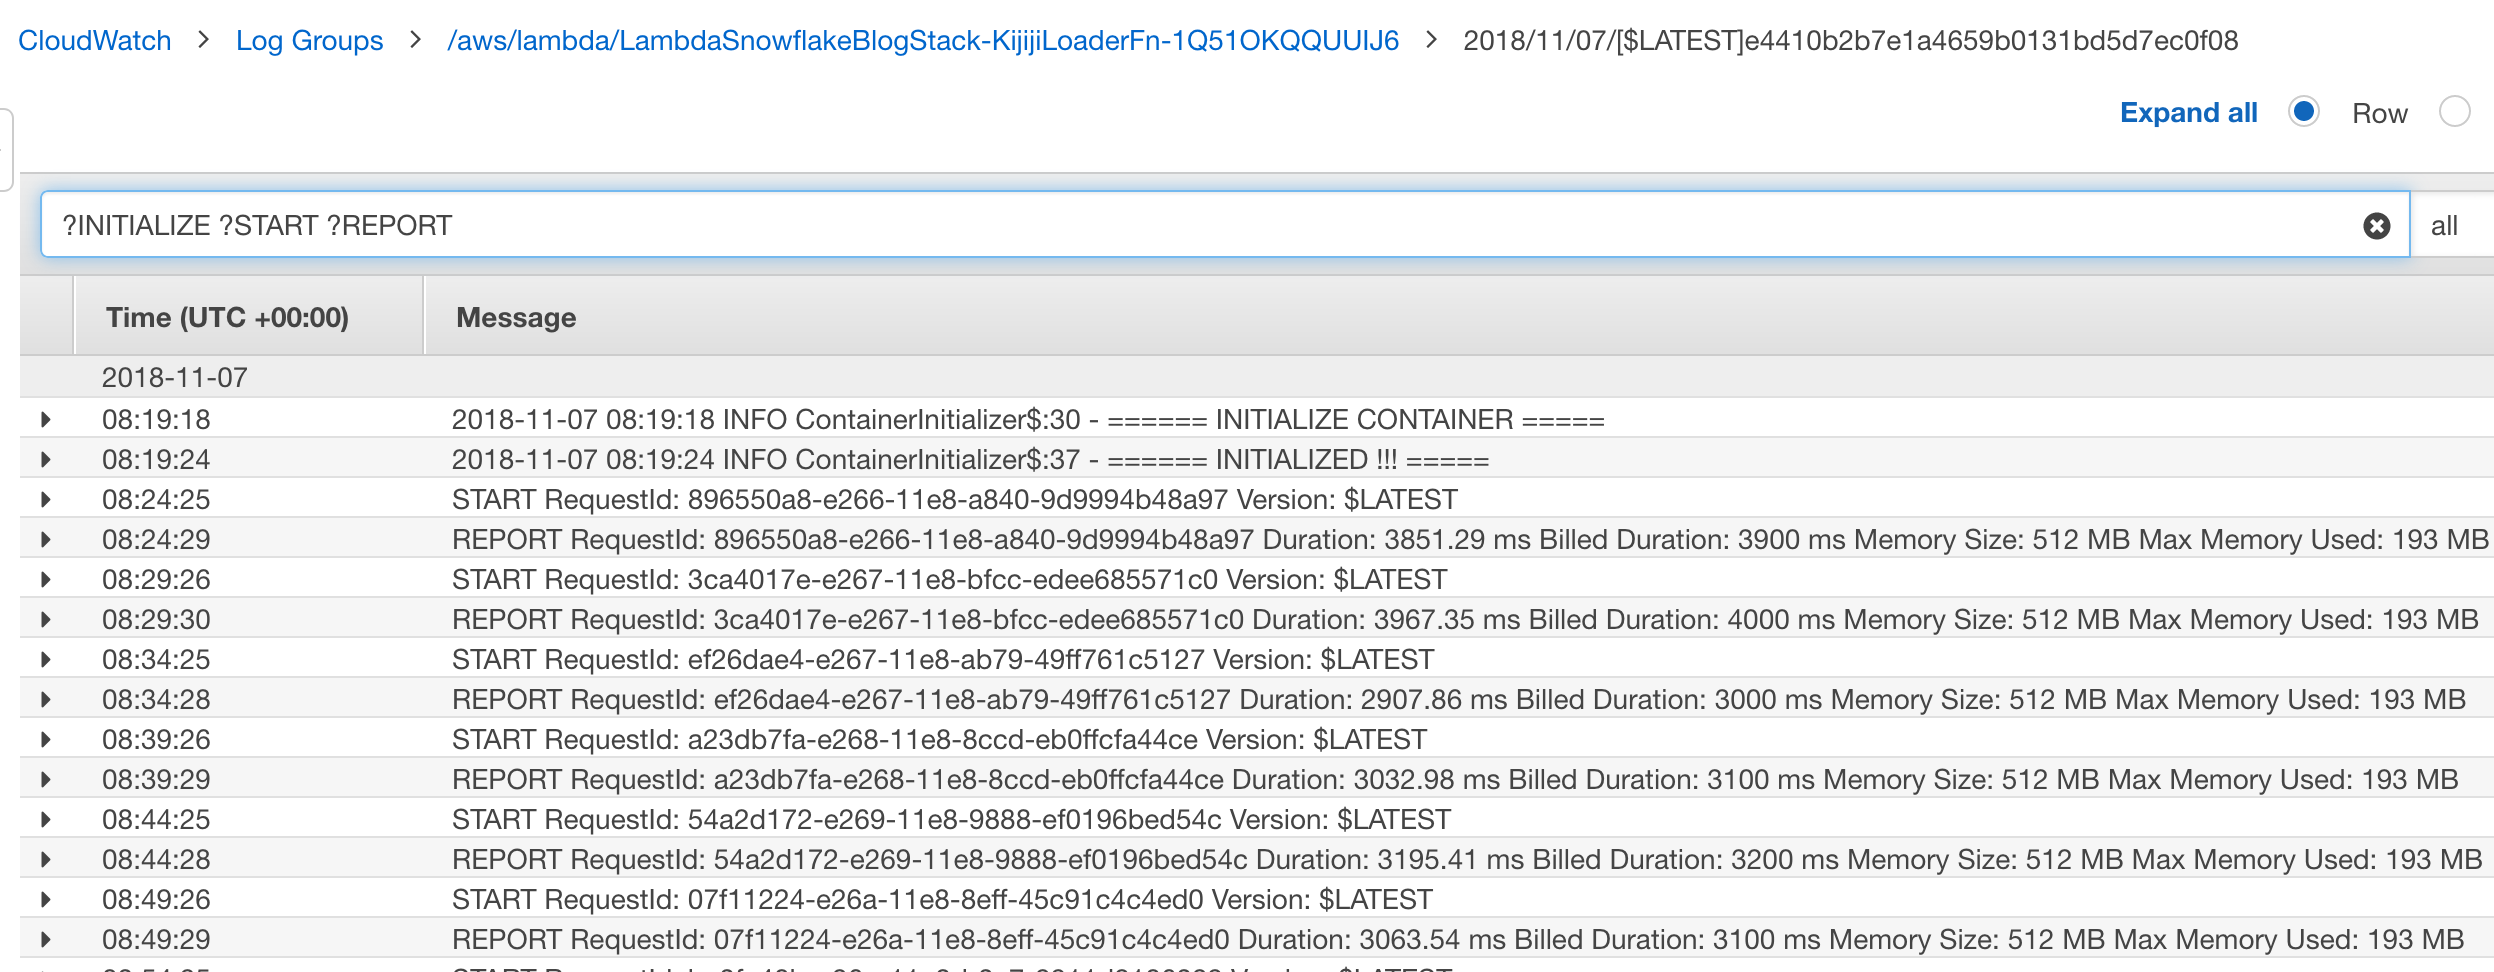 CloudWatch > Log Groups > /aws/lambda/LambdaSnowflakeBlogStack-KijijiLoaderFn-1Q51OKQQUUIJ6 > 2018/11/07/[$LATEST]e4410b2b7e1a4659b0131bd5d7ec0f08
Expand all Row
?INITIALIZE ?START ?REPORT all
Time (UTC +00:00) Message
2018-11-07
08:19:18 2018-11-07 08:19:18 INFO ContainerInitializer$:30 - ====== INITIALIZE CONTAINER =====
08:19:24 2018-11-07 08:19:24 INFO ContainerInitializer$:37 - ====== INITIALIZED !!! =====
08:24:25 START RequestId: 896550a8-e266-11e8-a840-9d9994b48a97 Version: $LATEST
08:24:29 REPORT RequestId: 896550a8-e266-11e8-a840-9d9994b48a97 Duration: 3851.29 ms Billed Duration: 3900 ms Memory Size: 512 MB Max Memory Used: 193 MB
08:29:26 START RequestId: 3ca4017e-e267-11e8-bfcc-edee685571c0 Version: $LATEST
08:29:30 REPORT RequestId: 3ca4017e-e267-11e8-bfcc-edee685571c0 Duration: 3967.35 ms Billed Duration: 4000 ms Memory Size: 512 MB Max Memory Used: 193 MB
08:34:25 START RequestId: ef26dae4-e267-11e8-ab79-49ff761c5127 Version: $LATEST
08:34:28 REPORT RequestId: ef26dae4-e267-11e8-ab79-49ff761c5127 Duration: 2907.86 ms Billed Duration: 3000 ms Memory Size: 512 MB Max Memory Used: 193 MB
08:39:26 START RequestId: a23db7fa-e268-11e8-8ccd-eb0ffcfa44ce Version: $LATEST
08:39:29 REPORT RequestId: a23db7fa-e268-11e8-8ccd-eb0ffcfa44ce Duration: 3032.98 ms Billed Duration: 3100 ms Memory Size: 512 MB Max Memory Used: 193 MB
08:44:25 START RequestId: 54a2d172-e269-11e8-9888-ef0196bed54c Version: $LATEST
08:44:28 REPORT RequestId: 54a2d172-e269-11e8-9888-ef0196bed54c Duration: 3195.41 ms Billed Duration: 3200 ms Memory Size: 512 MB Max Memory Used: 193 MB
08:49:26 START RequestId: 07f11224-e26a-11e8-8eff-45c91c4c4ed0 Version: $LATEST
08:49:29 REPORT RequestId: 07f11224-e26a-11e8-8eff-45c91c4c4ed0 Duration: 3063.54 ms Billed Duration: 3100 ms Memory Size: 512 MB Max Memory Used: 193 MB